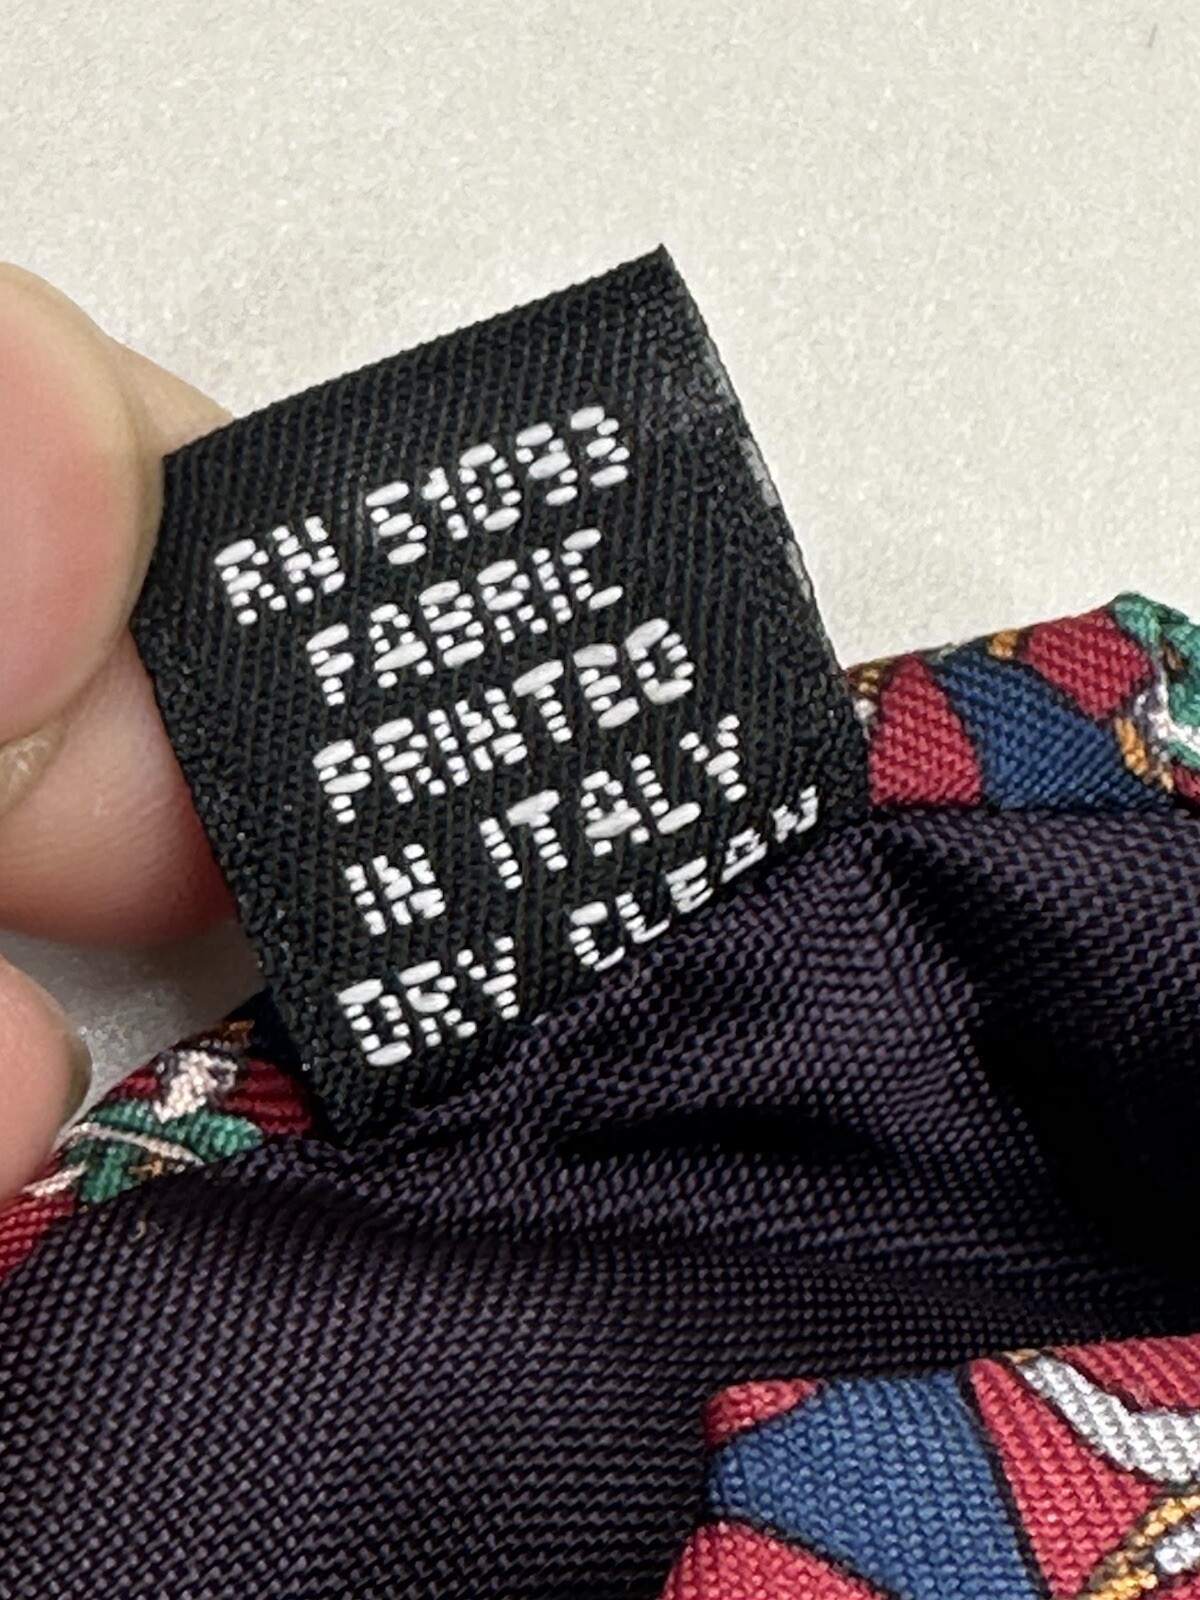 RN 51093
FABRIC
PRINTED
IN ITALY
DRY CLEAN